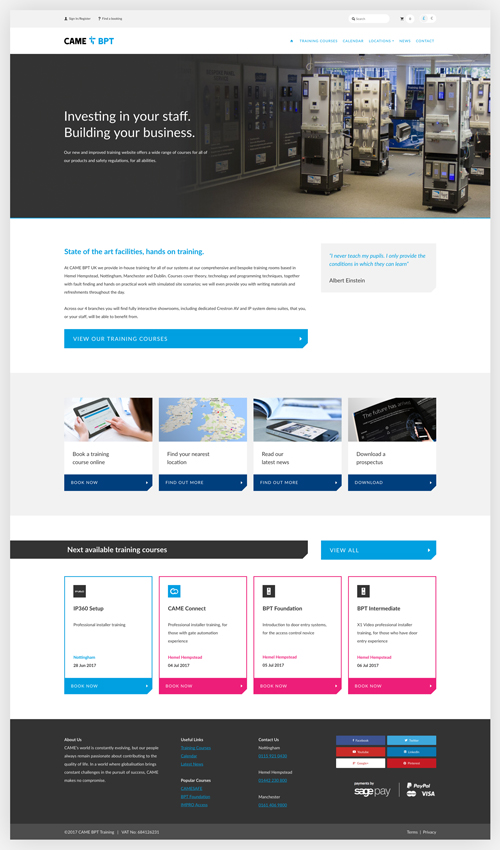 Sign In/Register
Find a booking
Search
0
£
€
CAME BPT
TRAINING COURSES
CALENDAR
LOCATIONS
NEWS
CONTACT
Investing in your staff.
Building your business.
Our new and improved training website offers a wide range of courses for all of
our products and safety regulations, for all abilities.
State of the art facilities, hands on training.
At CAME BPT UK we provide in house training for all of our systems at our comprehensive and bespoke training rooms based in
Hemel Hempstead, Nottingham, Manchester and Dublin. Courses cover theory, technology and programming techniques, together
with fault finding and hands on practical work with simulated site scenarios; we will even provide you with writing materials and
refreshments throughout the day.
Across our 4 branches you will find fully interactive showrooms, including dedicated Crestron AV and IP system demo suites, that you,
or your staff, will be able to benefit from.
"I never teach my pupils, I only provide the
conditions in which they can learn"
Albert Einstein
VIEW OUR TRAINING COURSES
Book a training
course online
BOOK NOW
Find your nearest
location
FIND OUT MORE
Read our
latest news
FIND OUT MORE
The future has arrived
Download a
prospectus
DOWNLOAD
Next available training courses
VIEW ALL
IP360 Setup
Professional installer training
Nottingham
28 Jun 2017
BOOK NOW
CAME Connect
Professional installer training, for
those with gate automation
experience
Hemel Hempstead
04 Jul 2017
BOOK NOW
BPT Foundation
Introduction to door entry systems,
for the access control novice
Hemel Hempstead
05 Jul 2017
BOOK NOW
BPT Intermediate
X1 Video professional installer
training, for those who have door
entry experience
Hemel Hempstead
06 Jul 2017
BOOK NOW
About Us
CAME's world is constantly evolving, but our people
always remain passionate about contributing to the
quality of life. In a world where globalisation brings
constant challenges in the pursuit of success, CAME
makes no compromise.
Useful Links
Training Courses
Calendar
Latest News
Popular Courses
CAMESAFE
BPT Foundation
Contact Us
Nottingham
Hemel Hempstead
Manchester
Facebook
Twitter
Youtube
LinkedIn
Google+
Pinterest
payments by
sage pay
PayPal
VISA
©2017 CAME BPT Training | VAT No: 684126231
Terms | Privacy